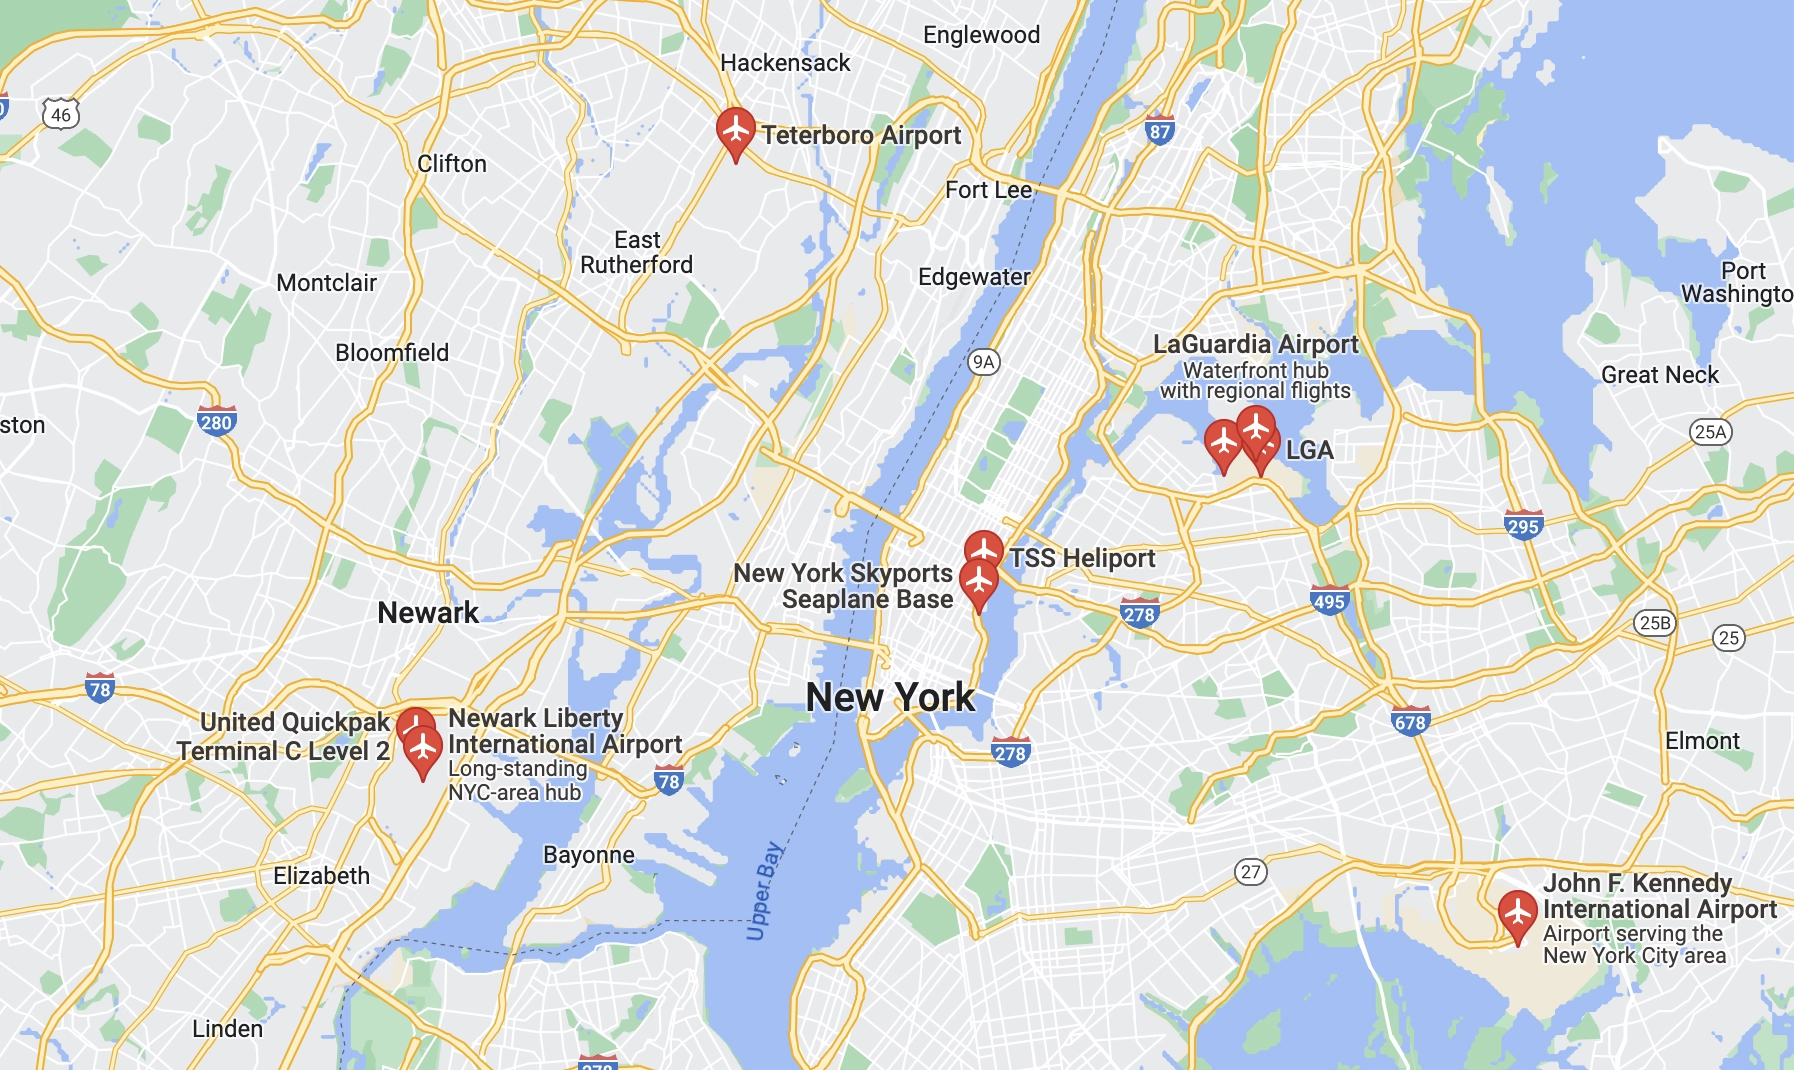 Englewood
Hackensack
46
87
Teterboro Airport
Clifton
Fort Lee
East
Rutherford
Edgewater
Port
Washingto
Montclair
LaGuardia Airport
Waterfront hub
with regional flights
Bloomfield
9A
Great Neck
280
ston
25A
LGA
295
TSS Heliport
New York Skyports
Seaplane Base
Newark
278
495
25B
25
78
New York
United Quickpak
Terminal C Level 2
Newark Liberty
International Airport
Long-standing
NYC-area hub
678
Elmont
278
78
Bayonne
Elizabeth
Upper Bay
27
John F. Kennedy
International Airport
Airport serving the
New York City area
Linden
278